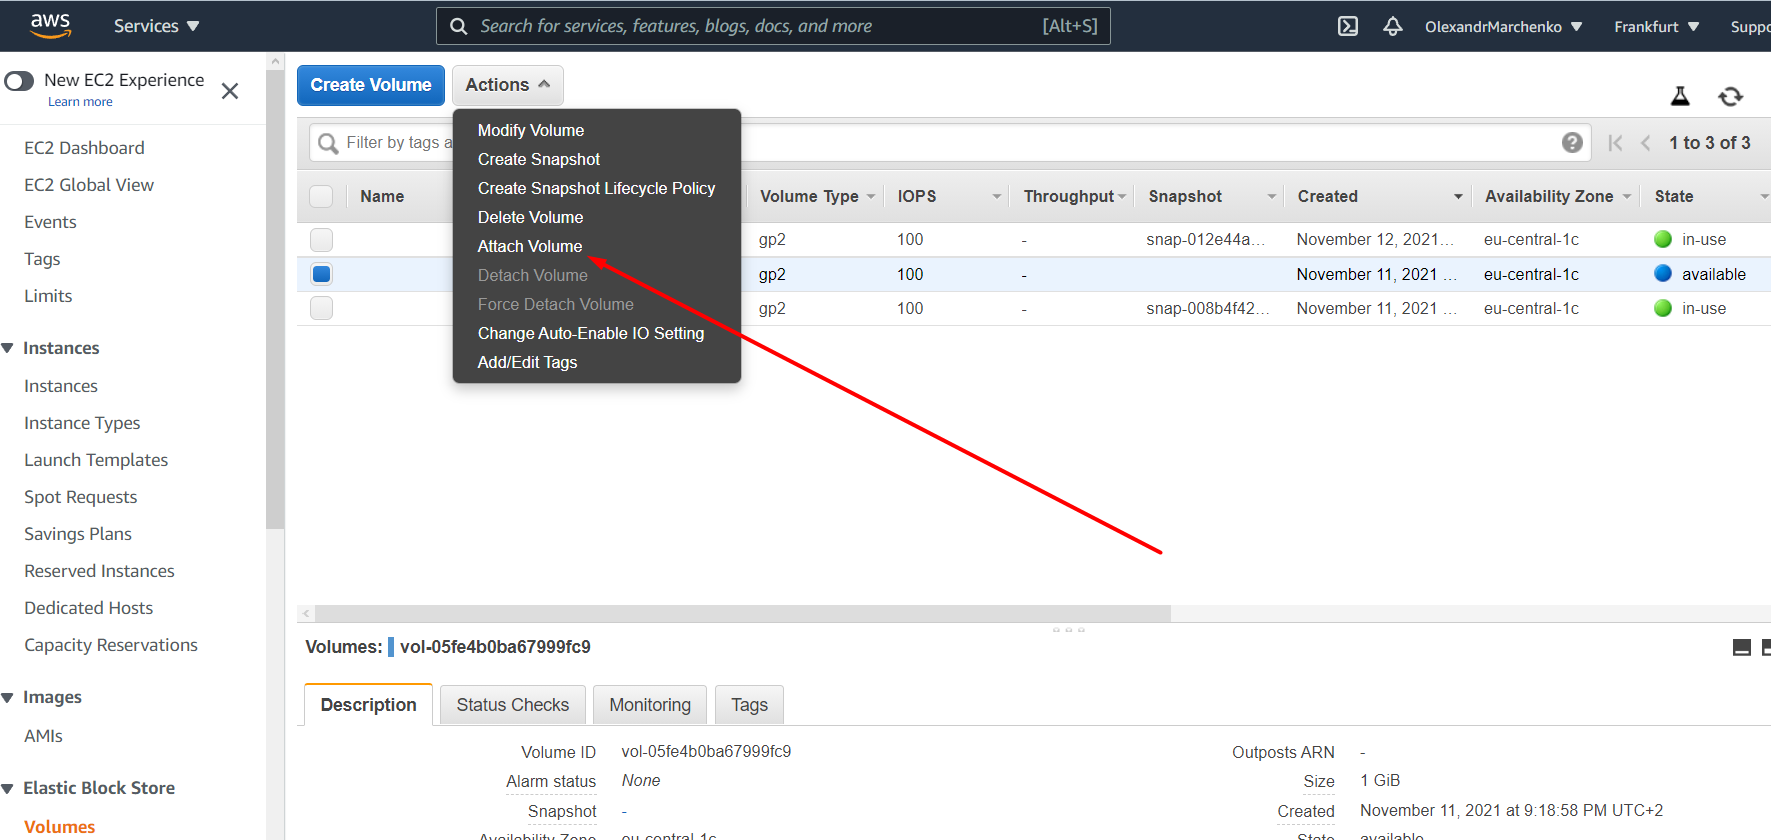 aws Services Search for services, features, blogs, docs, and more [Alt+S] OlexandrMarchenko Frankfurt Suppo
New EC2 Experience
Learn more
EC2 Dashboard
EC2 Global View
Events
Tags
Limits
Instances
Instances
Instance Types
Launch Templates
Spot Requests
Savings Plans
Reserved Instances
Dedicated Hosts
Capacity Reservations
Images
AMIs
Elastic Block Store
Volumes
Create Volume Actions
Modify Volume
Create Snapshot
Create Snapshot Lifecycle Policy
Delete Volume
Attach Volume
Detach Volume
Force Detach Volume
Change Auto-Enable IO Setting
Add/Edit Tags
Filter by tags a 1 to 3 of 3
Name Volume Type IOPS Throughput Snapshot Created Availability Zone State
gp2 100 - snap-012e44a... November 12, 2021... eu-central-1c in-use
gp2 100 - November 11, 2021 ... eu-central-1c available
gp2 100 - snap-008b4f42... November 11, 2021 ... eu-central-1c in-use
Volumes: vol-05fe4b0ba67999fc9
Description Status Checks Monitoring Tags
Volume ID vol-05fe4b0ba67999fc9 Outposts ARN -
Alarm status None Size 1 GiB
Snapshot - Created November 11, 2021 at 9:18:58 PM UTC+2
Availability Zone eu-central-1c State available